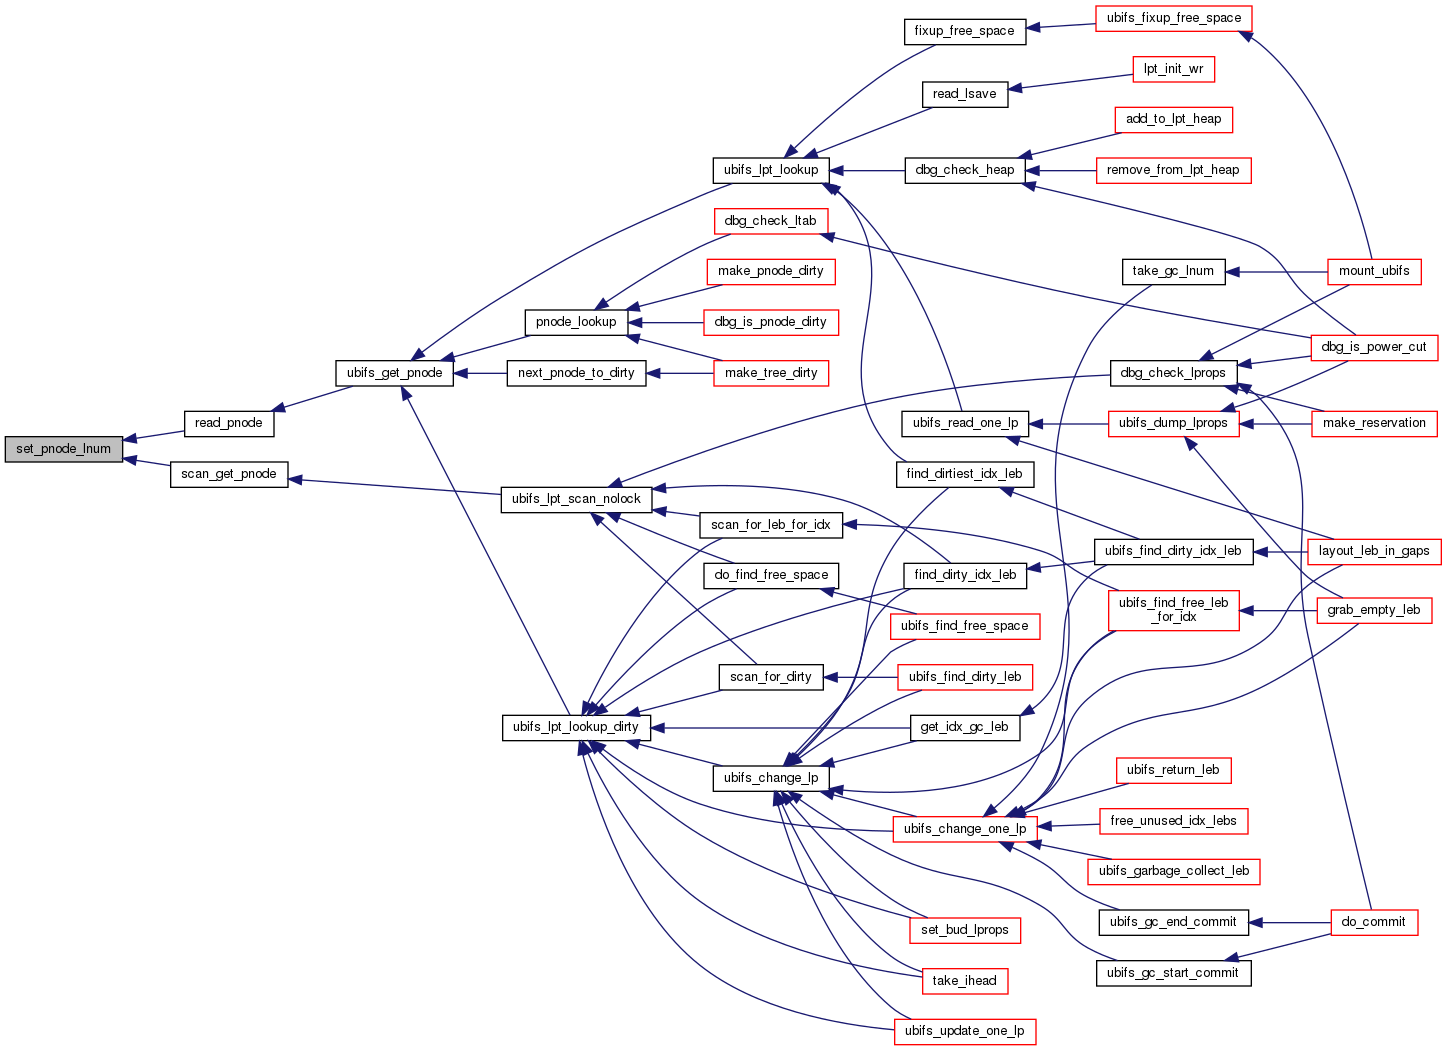 set_pnode_lnum
read_pnode
scan_get_pnode
ubifs_get_pnode
ubifs_lpt_scan_nolock
ubifs_lpt_lookup_dirty
pnode_lookup
next_pnode_to_dirty
ubifs_lpt_lookup
dbg_check_ltab
make_pnode_dirty
dbg_is_pnode_dirty
make_tree_dirty
scan_for_leb_for_idx
do_find_free_space
scan_for_dirty
ubifs_change_lp
fixup_free_space
read_lsave
dbg_check_heap
ubifs_read_one_lp
find_dirtiest_idx_leb
find_dirty_idx_leb
ubifs_find_free_space
ubifs_find_dirty_leb
get_idx_gc_leb
ubifs_change_one_lp
set_bud_lprops
take_ihead
ubifs_update_one_lp
ubifs_fixup_free_space
lpt_init_wr
add_to_lpt_heap
remove_from_lpt_heap
take_gc_lnum
dbg_check_lprops
ubifs_dump_lprops
ubifs_find_dirty_idx_leb
ubifs_find_free_leb
_for_idx
ubifs_return_leb
free_unused_idx_lebs
ubifs_garbage_collect_leb
ubifs_gc_end_commit
ubifs_gc_start_commit
mount_ubifs
dbg_is_power_cut
make_reservation
layout_leb_in_gaps
grab_empty_leb
do_commit